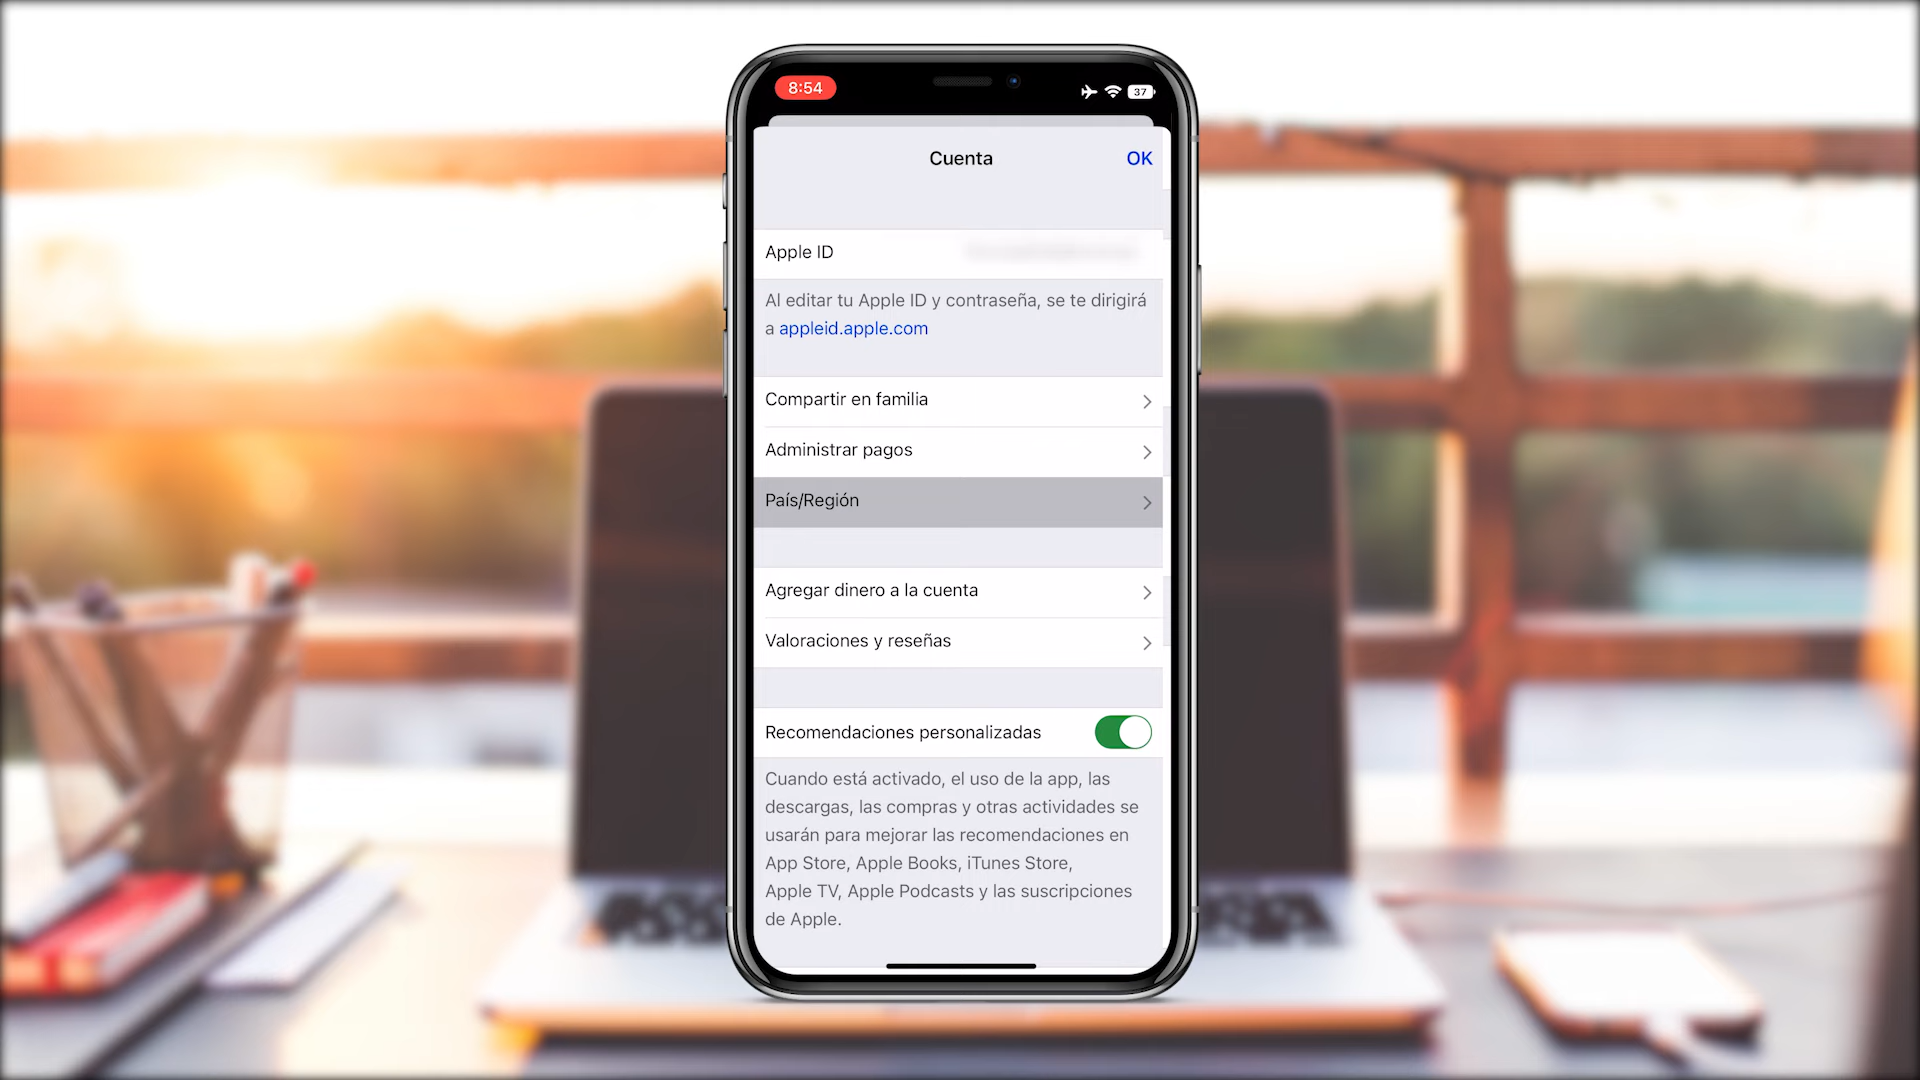 8:54
37
Cuenta
OK
Apple ID
Al editar tu Apple ID y contraseña, se te dirigirá
a appleid.apple.com
Compartir en familia
Administrar pagos
País/Región
Agregar dinero a la cuenta
Valoraciones y reseñas
Recomendaciones personalizadas
Cuando está activado, el uso de la app, las
descargas, las compras y otras actividades se
usarán para mejorar las recomendaciones en
App Store, Apple Books, iTunes Store,
Apple TV, Apple Podcasts y las suscripciones
de Apple.